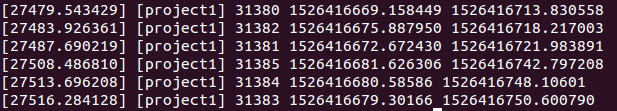 [27479.543429] [project1] 31380 1526416669.158449 1526416713.830558
[27483.926361] [project1] 31382 1526416675.887950 1526416718.217003
[27487.690219] [project1] 31381 1526416672.672430 1526416721.983891
[27508.486810] [project1] 31385 1526416681.626306 1526416742.797208
[27513.696208] [project1] 31384 1526416680.58586 1526416748.10601
[27516.284128] [project1] 31383 1526416679.30166 1526416750.600790